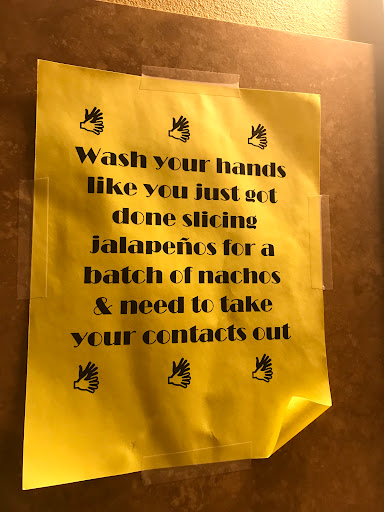 Wash your hands
like you just got
done slicing
jalapeños for a
batch of nachos
& need to take
your contacts out